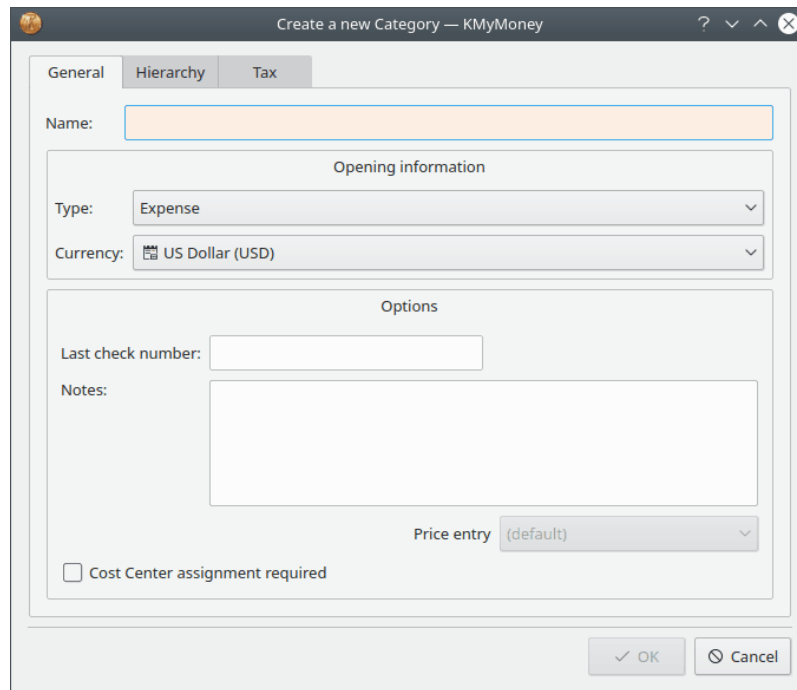 Create a new Category — KMyMoney
General Hierarchy Tax
Name:
Opening information
Type: Expense
Currency: US Dollar (USD)
Options
Last check number:
Notes:
Price entry (default)
Cost Center assignment required
OK Cancel